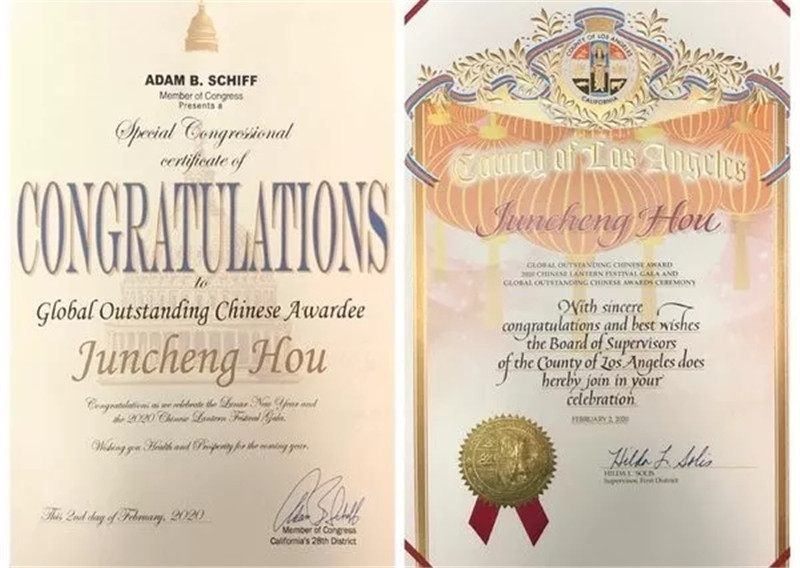 ADAM B. SCHIFF
Member of Congress
Presents a
Special Congressional
certificate of
CONGRATULATIONS
to
Global Outstanding Chinese Awardee
Juncheng Hou
Congratulations as we celebrate the Lunar New Year and
the 2020 Chinese Lantern Festival Gala.
Wishing you Health and Prosperity for the coming year.
This 2nd day of February, 2020
Adam B. Schiff
Member of Congress
California's 28th District
COUNTY OF LOS ANGELES
CALIFORNIA
County of Los Angeles
Juncheng Hou
GLOBAL OUTSTANDING CHINESE AWARD
2020 CHINESE LANTERN FESTIVAL GALA AND
GLOBAL OUTSTANDING CHINESE AWARDS CEREMONY
With sincere
congratulations and best wishes
the Board of Supervisors
of the County of Los Angeles does
hereby join in your
celebration
FEBRUARY 2, 2020
Hilda L. Solis
HILDA L. SOLIS
Supervisor, First District